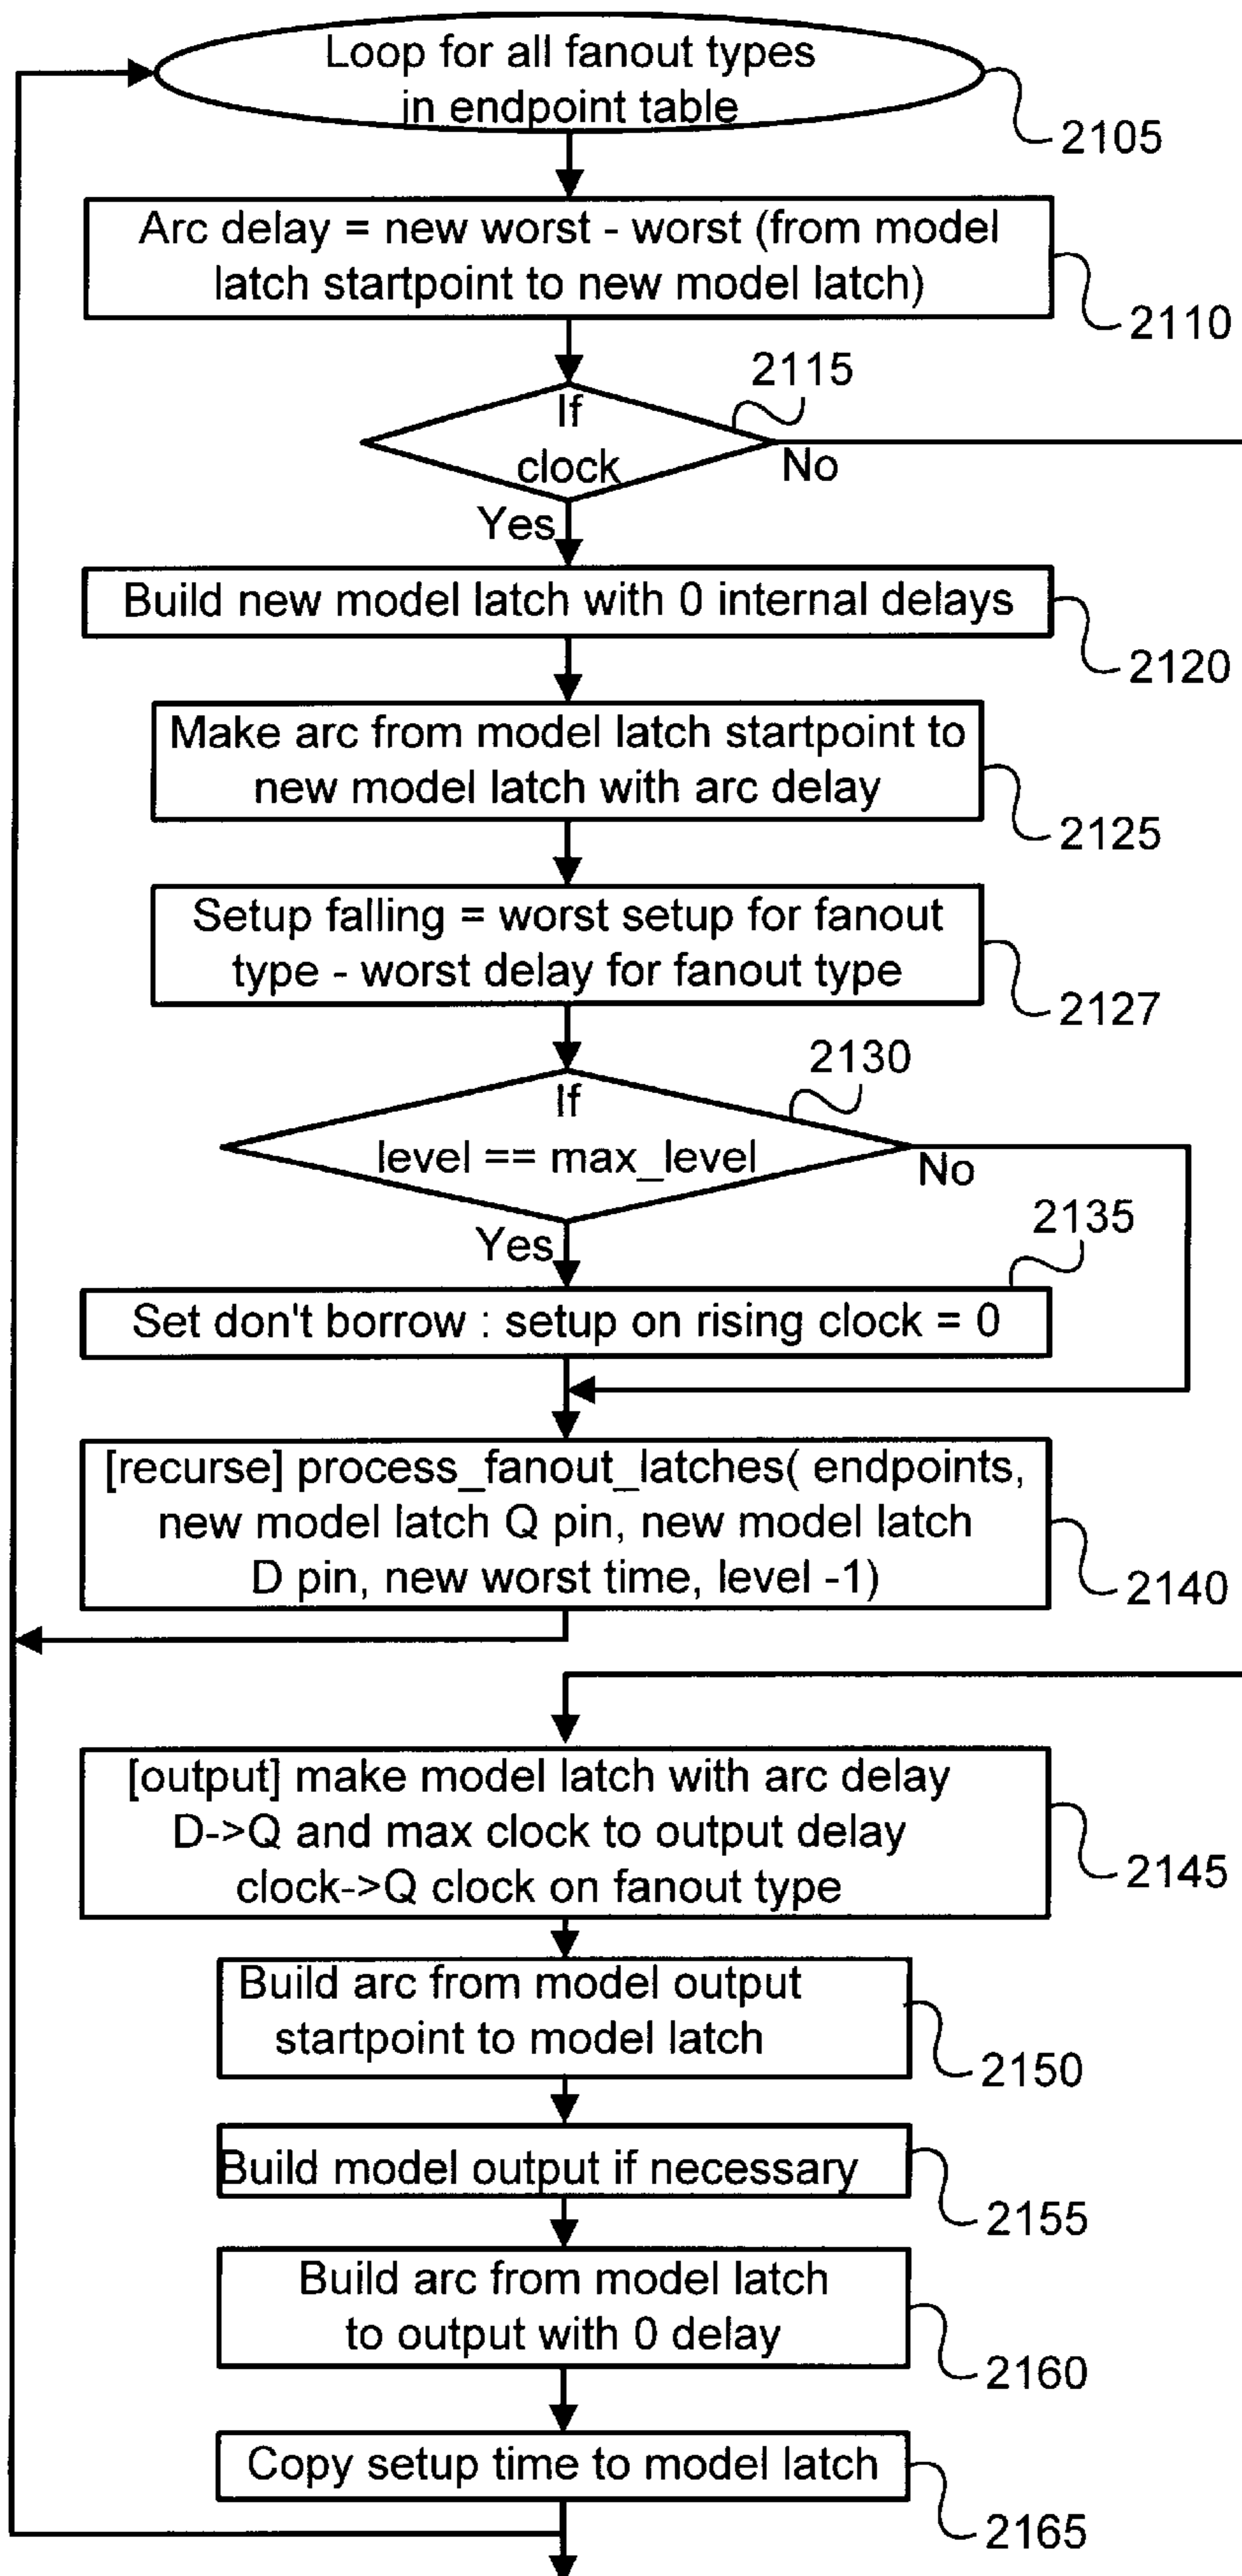 Loop for all fanout types
in endpoint table
2105
Arc delay = new worst - worst (from model
latch startpoint to new model latch)
2110
2115
If
clock
No
Yes
Build new model latch with 0 internal delays
2120
Make arc from model latch startpoint to
new model latch with arc delay
2125
Setup falling = worst setup for fanout
type - worst delay for fanout type
2127
2130
If
level == max_level
No
Yes
2135
Set don't borrow : setup on rising clock = 0
[recurse] process_fanout_latches( endpoints,
new model latch Q pin, new model latch
D pin, new worst time, level -1)
2140
[output] make model latch with arc delay
D->Q and max clock to output delay
clock->Q clock on fanout type
2145
Build arc from model output
startpoint to model latch
2150
Build model output if necessary
2155
Build arc from model latch
to output with 0 delay
2160
Copy setup time to model latch
2165